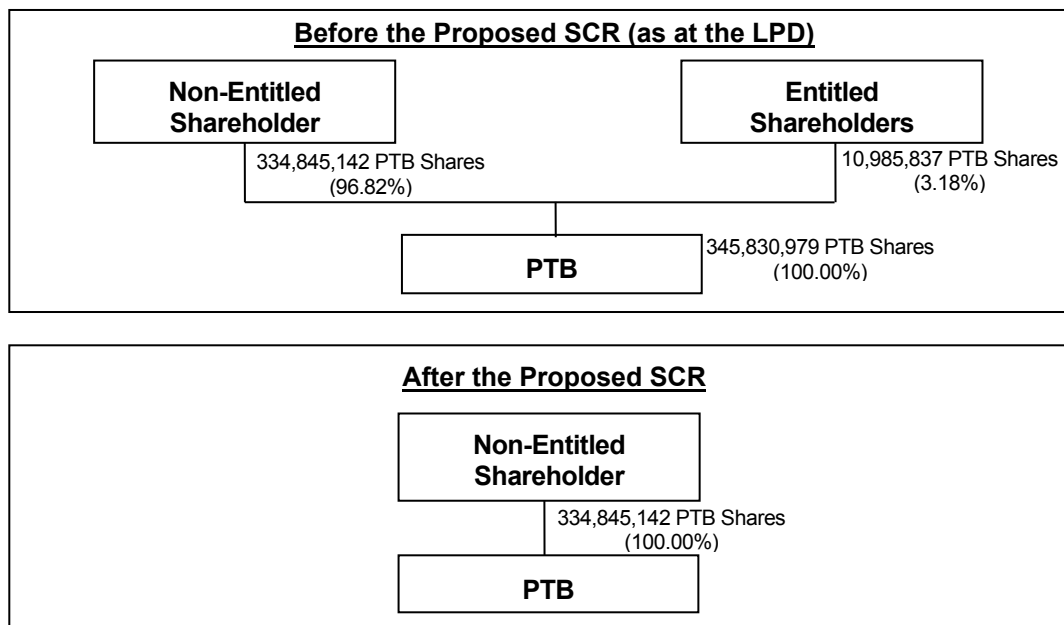 Before the Proposed SCR (as at the LPD)
Non-Entitled
Shareholder
Entitled
Shareholders
334,845,142 PTB Shares
(96.82%)
10,985,837 PTB Shares
(3.18%)
PTB
345,830,979 PTB Shares
(100.00%)
After the Proposed SCR
Non-Entitled
Shareholder
334,845,142 PTB Shares
(100.00%)
PTB